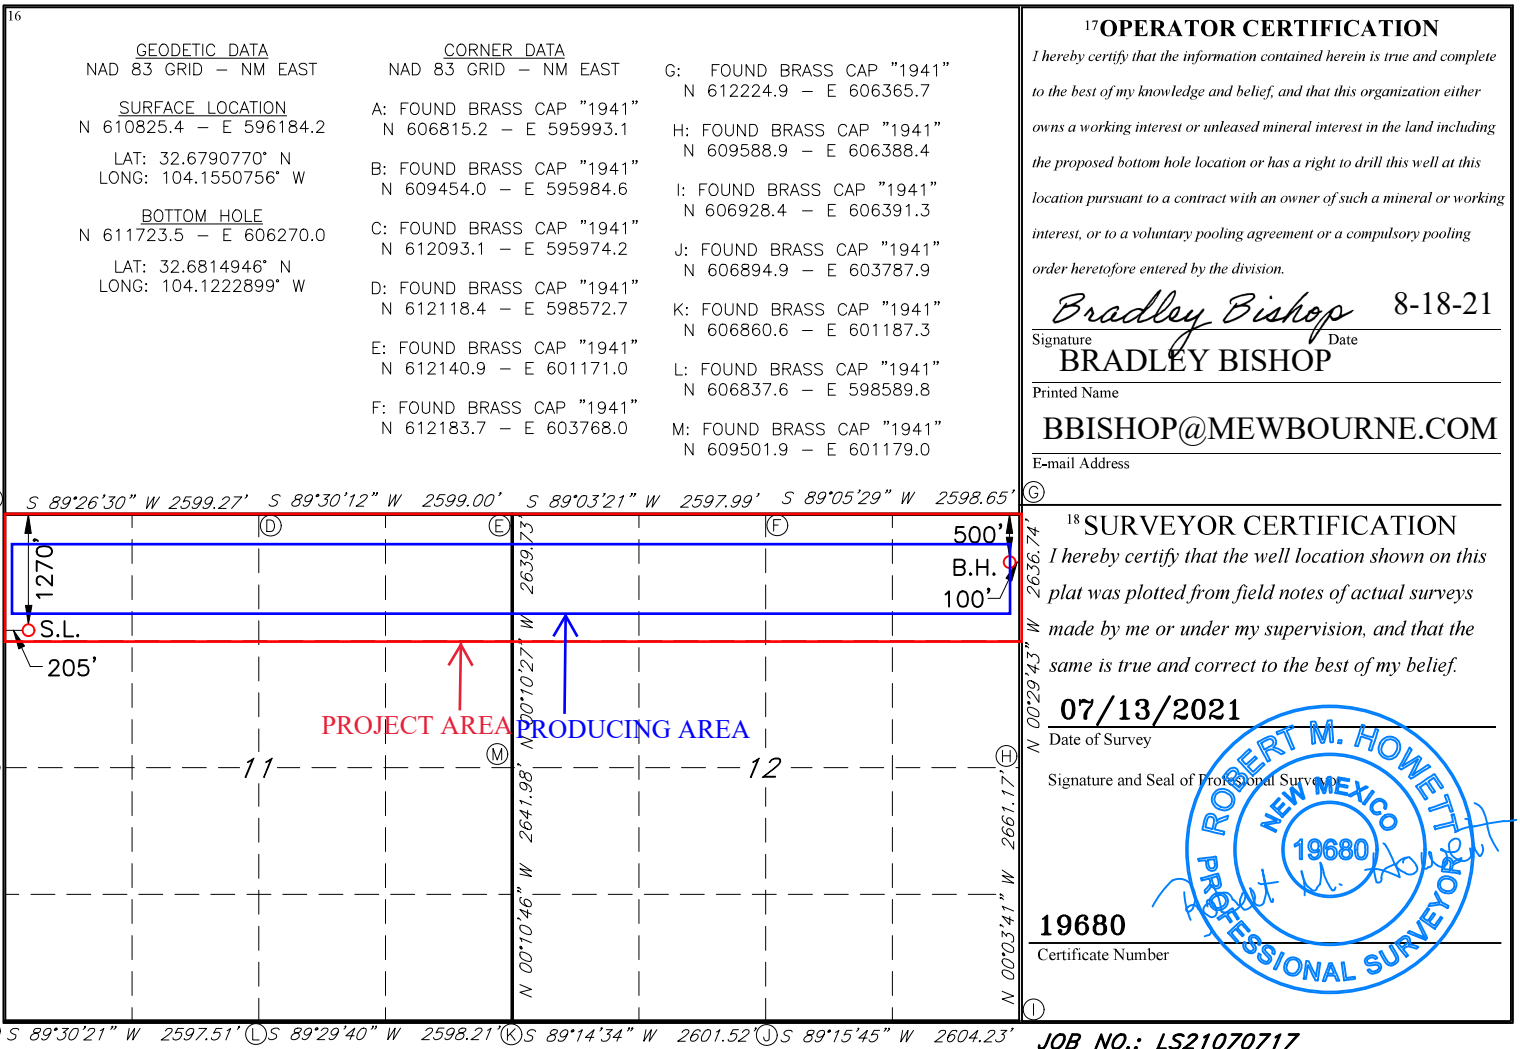 16
GEODETIC DATA
NAD 83 GRID – NM EAST
SURFACE LOCATION
N 610825.4 – E 596184.2
LAT: 32.6790770° N
LONG: 104.1550756° W
BOTTOM HOLE
N 611723.5 – E 606270.0
LAT: 32.6814946° N
LONG: 104.1222899° W
CORNER DATA
NAD 83 GRID – NM EAST
A: FOUND BRASS CAP "1941"
N 606815.2 – E 595993.1
B: FOUND BRASS CAP "1941"
N 609454.0 – E 595984.6
C: FOUND BRASS CAP "1941"
N 612093.1 – E 595974.2
D: FOUND BRASS CAP "1941"
N 612118.4 – E 598572.7
E: FOUND BRASS CAP "1941"
N 612140.9 – E 601171.0
F: FOUND BRASS CAP "1941"
N 612183.7 – E 603768.0
G: FOUND BRASS CAP "1941"
N 612224.9 – E 606365.7
H: FOUND BRASS CAP "1941"
N 609588.9 – E 606388.4
I: FOUND BRASS CAP "1941"
N 606928.4 – E 606391.3
J: FOUND BRASS CAP "1941"
N 606894.9 – E 603787.9
K: FOUND BRASS CAP "1941"
N 606860.6 – E 601187.3
L: FOUND BRASS CAP "1941"
N 606837.6 – E 598589.8
M: FOUND BRASS CAP "1941"
N 609501.9 – E 601179.0
S 89°26'30" W 2599.27' S 89°30'12" W 2599.00' S 89°03'21" W 2597.99' S 89°05'29" W 2598.65' G
D E F
1270'
2639.73'
500'
B.H.
100'
2636.74'
S.L.
205'
N 00°10'27" W
N 00°29'43" W
PROJECT AREA PRODUCING AREA
M H
11 12
2641.98'
N 00°10'46" W
2661.17'
N 00°03'41" W
I
S 89°30'21" W 2597.51' L S 89°29'40" W 2598.21' K S 89°14'34" W 2601.52' J S 89°15'45" W 2604.23'
17 OPERATOR CERTIFICATION
I hereby certify that the information contained herein is true and complete
to the best of my knowledge and belief, and that this organization either
owns a working interest or unleased mineral interest in the land including
the proposed bottom hole location or has a right to drill this well at this
location pursuant to a contract with an owner of such a mineral or working
interest, or to a voluntary pooling agreement or a compulsory pooling
order heretofore entered by the division.
Bradley Bishop 8-18-21
Signature Date
BRADLEY BISHOP
Printed Name
BBISHOP@MEWBOURNE.COM
E-mail Address
18 SURVEYOR CERTIFICATION
I hereby certify that the well location shown on this
plat was plotted from field notes of actual surveys
made by me or under my supervision, and that the
same is true and correct to the best of my belief.
07/13/2021
Date of Survey
Signature and Seal of Professional Surveyor
ROBERT M. HOWETT
NEW MEXICO
19680
PROFESSIONAL SURVEYOR
Robert M. Howett
19680
Certificate Number
JOB NO.: LS21070717